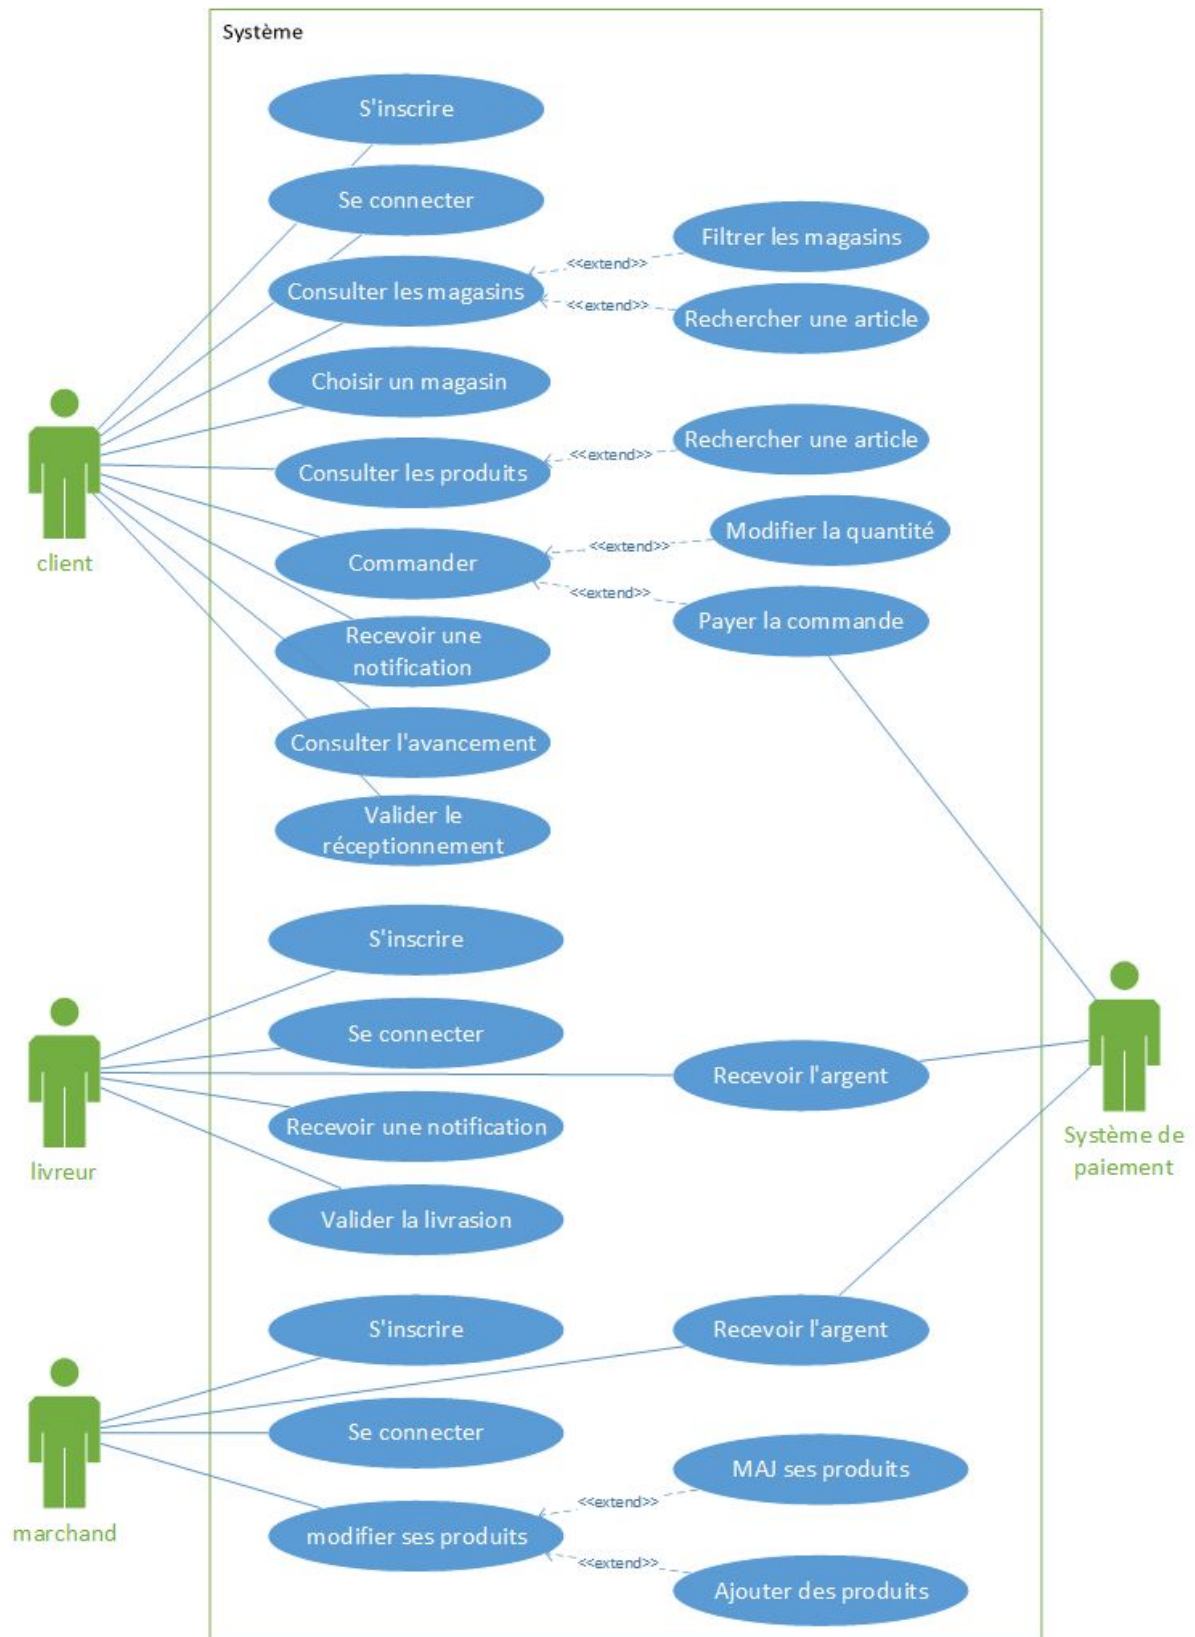 Système
S'inscrire
Se connecter
Filtrer les magasins
<<extend>>
Consulter les magasins
<<extend>>
Rechercher une article
Choisir un magasin
Rechercher une article
<<extend>>
Consulter les produits
Modifier la quantité
<<extend>>
Commander
<<extend>>
Payer la commande
client
Recevoir une
notification
Consulter l'avancement
Valider le
réceptionnement
S'inscrire
Se connecter
Recevoir l'argent
Recevoir une notification
Système de
paiement
livreur
Valider la livrasion
S'inscrire
Recevoir l'argent
Se connecter
MAJ ses produits
<<extend>>
marchand
modifier ses produits
<<extend>>
Ajouter des produits